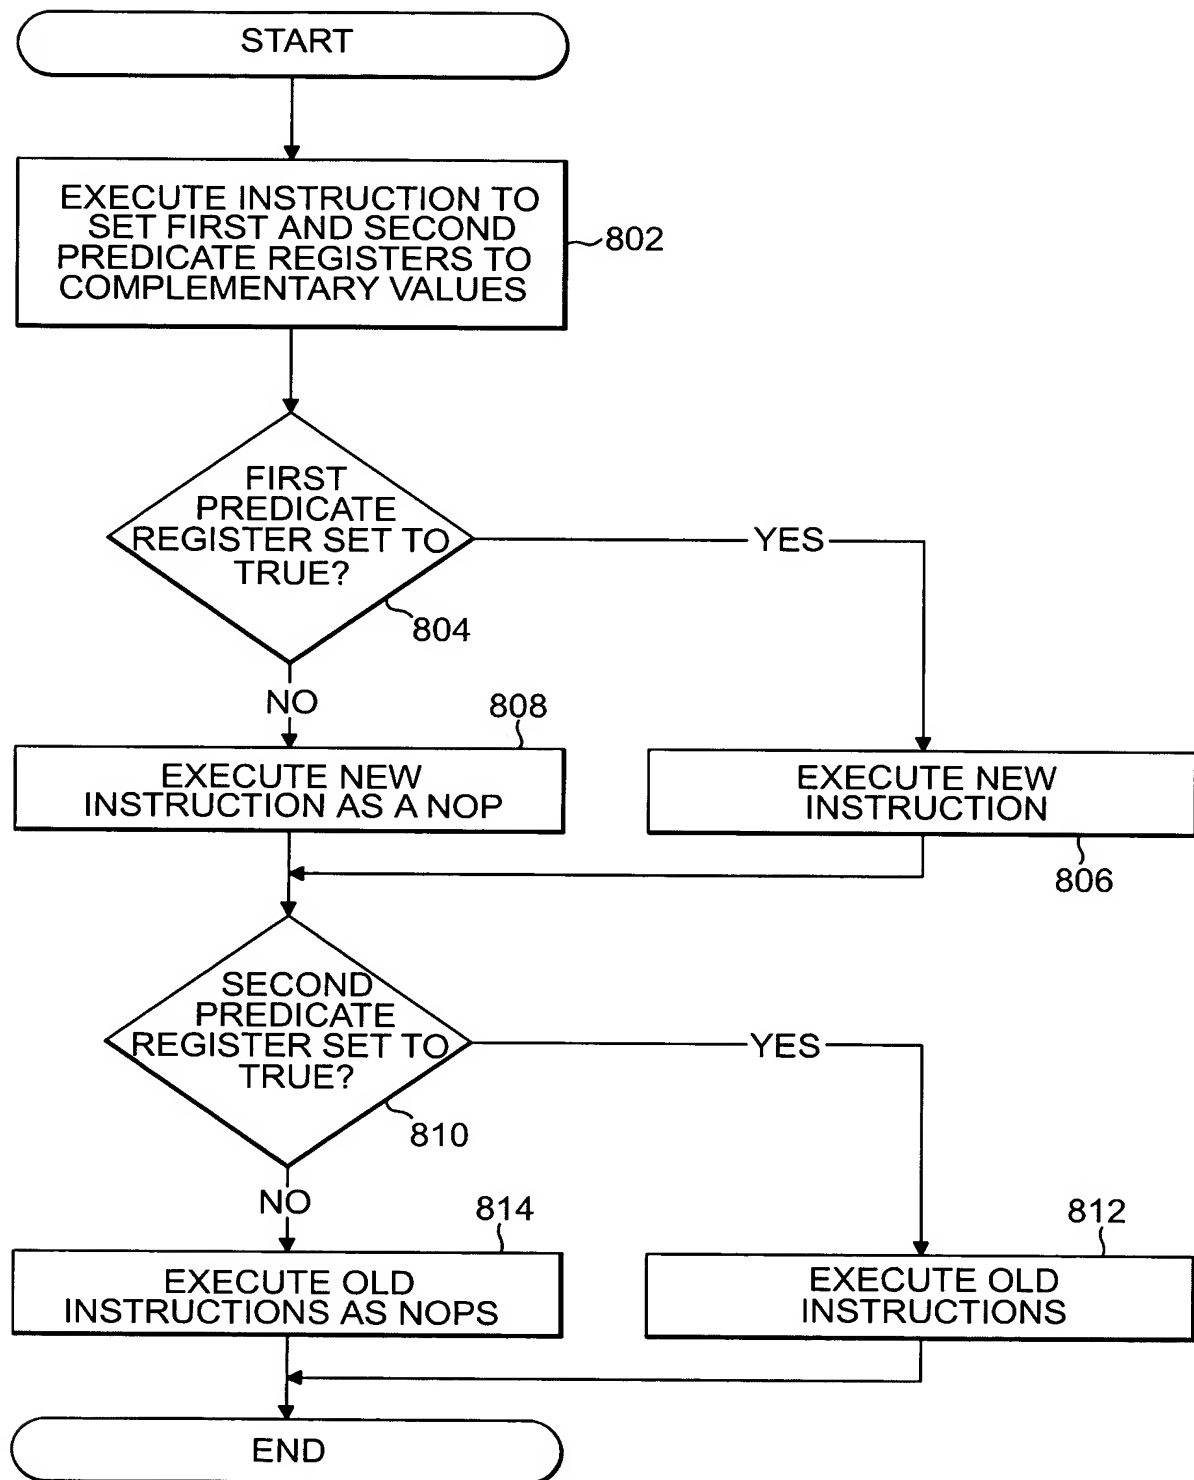 START
EXECUTE INSTRUCTION TO
SET FIRST AND SECOND
PREDICATE REGISTERS TO
COMPLEMENTARY VALUES
802
FIRST
PREDICATE
REGISTER SET TO
TRUE?
YES
804
NO
808
EXECUTE NEW
INSTRUCTION AS A NOP
EXECUTE NEW
INSTRUCTION
806
SECOND
PREDICATE
REGISTER SET TO
TRUE?
YES
810
NO
814
812
EXECUTE OLD
INSTRUCTIONS AS NOPS
EXECUTE OLD
INSTRUCTIONS
END